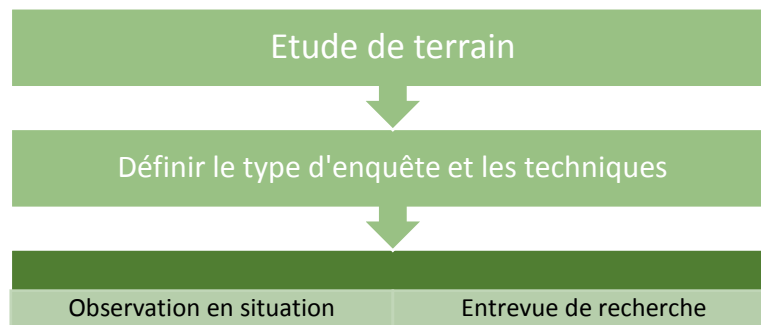 Etude de terrain
Définir le type d'enquête et les techniques
Observation en situation
Entrevue de recherche